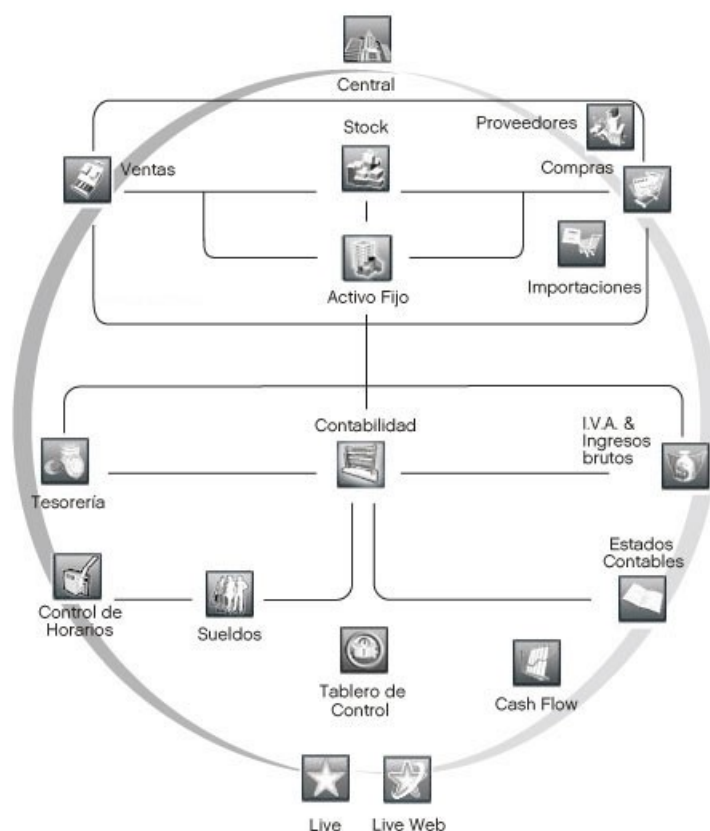 Central
Stock
Proveedores
Ventas
Compras
Activo Fijo
Importaciones
Contabilidad
I.V.A. &
Ingresos
brutos
Tesorería
Estados
Contables
Control de
Horarios
Sueldos
Tablero de
Control
Cash Flow
Live
Live Web